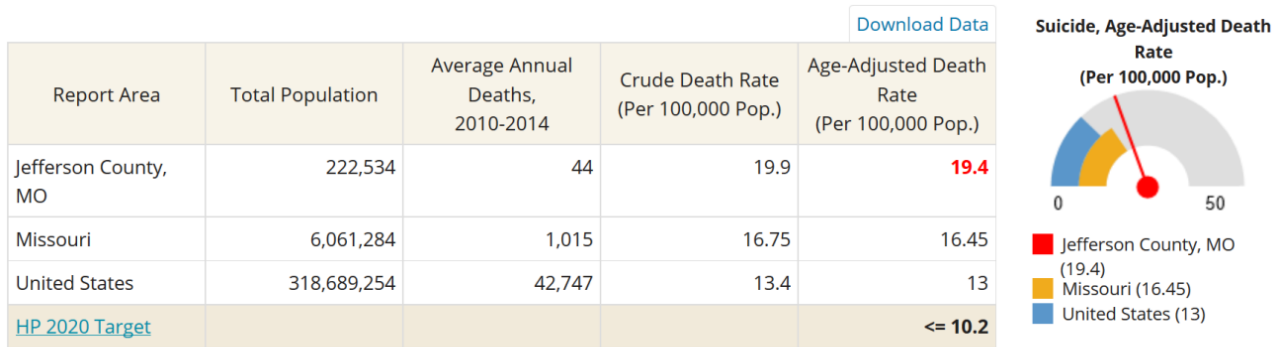 Download Data
Report Area
Total Population
Average Annual
Deaths,
2010-2014
Crude Death Rate
(Per 100,000 Pop.)
Age-Adjusted Death
Rate
(Per 100,000 Pop.)
Jefferson County,
MO
222,534
44
19.9
19.4
Missouri
6,061,284
1,015
16.75
16.45
United States
318,689,254
42,747
13.4
13
HP 2020 Target
<= 10.2
Suicide, Age-Adjusted Death
Rate
(Per 100,000 Pop.)
0
50
Jefferson County, MO
(19.4)
Missouri (16.45)
United States (13)